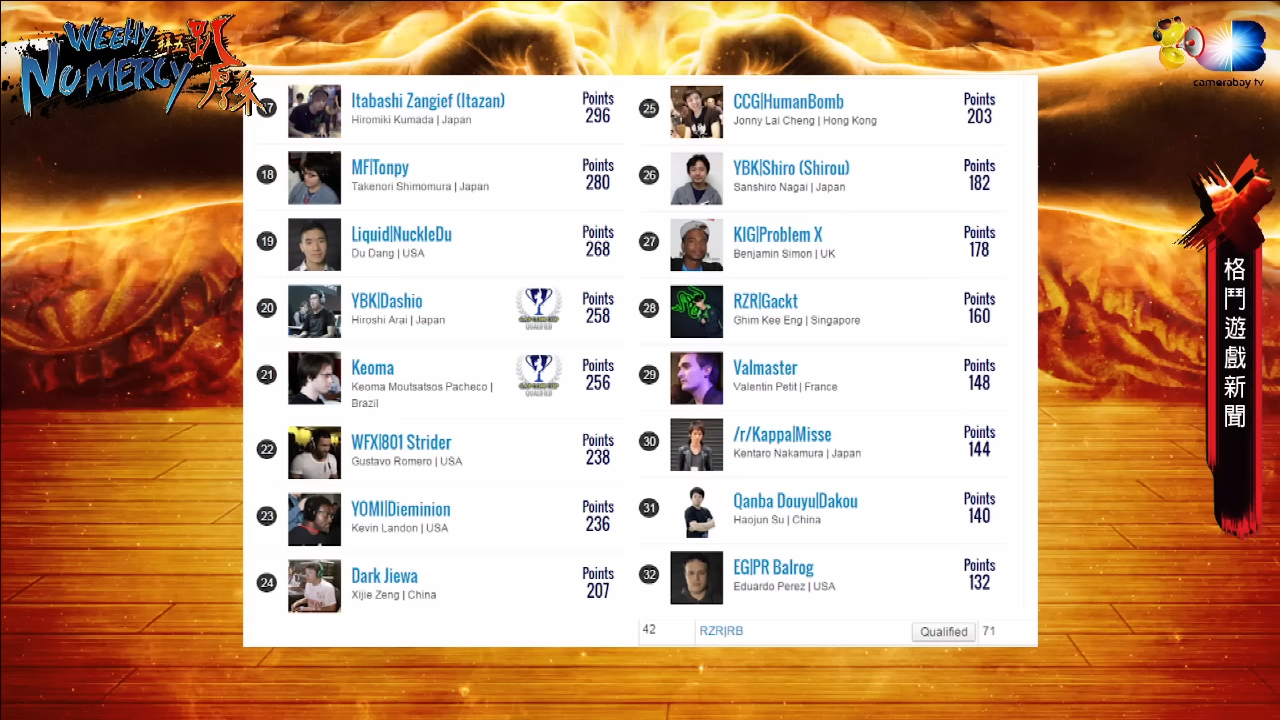 WEEKLY
拜五
NO MERCY
趴
camerabay tv
17
Itabashi Zangief (Itazan)
Hiromiki Kumada | Japan
Points
296
18
MF|Tonpy
Takenori Shimomura | Japan
Points
280
19
Liquid|NuckleDu
Du Dang | USA
Points
268
20
YBK|Dashio
Hiroshi Arai | Japan
CAPCOM CUP
QUALIFIED
Points
258
21
Keoma
Keoma Moutsatsos Pacheco |
Brazil
CAPCOM CUP
QUALIFIED
Points
256
22
WFX|801 Strider
Gustavo Romero | USA
Points
238
23
YOMI|Dieminion
Kevin Landon | USA
Points
236
24
Dark Jiewa
Xijie Zeng | China
Points
207
25
CCG|HumanBomb
Jonny Lai Cheng | Hong Kong
Points
203
26
YBK|Shiro (Shirou)
Sanshiro Nagai | Japan
Points
182
27
KIG|Problem X
Benjamin Simon | UK
Points
178
28
RZR|Gackt
Ghim Kee Eng | Singapore
Points
160
29
Valmaster
Valentin Petit | France
Points
148
30
/r/Kappa|Misse
Kentaro Nakamura | Japan
Points
144
31
Qanba Douyu|Dakou
Haojun Su | China
Points
140
32
EG|PR Balrog
Eduardo Perez | USA
Points
132
42
RZR|RB
Qualified
71
格鬥遊戲新聞